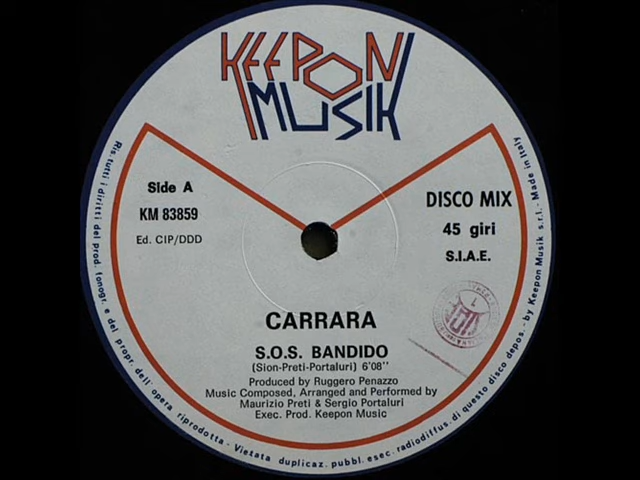 KEEPON
MUSIK
Side A
KM 83859
Ed. CIP/DDD
DISCO MIX
45 giri
S.I.A.E.
CARRARA
S.O.S. BANDIDO
(Sion-Preti-Portaluri) 6'08''
Produced by Ruggero Penazzo
Music Composed, Arranged and Performed by
Maurizio Preti & Sergio Portaluri
Exec. Prod. Keepon Music
Ris. tutti i diritti del prod. fonogr. e del propr. dell'opera riprodotta - Vietata duplicaz. pubbl. esec. radiodiffus. di questo disco depos. - by Keepon Musik s.r.l. - Made in Italy